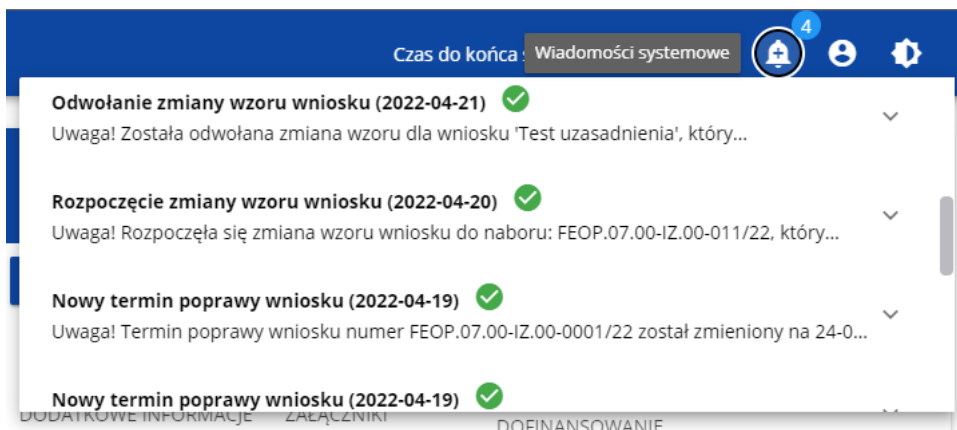 4
Czas do końca
Wiadomości systemowe
Odwołanie zmiany wzoru wniosku (2022-04-21)
Uwaga! Została odwołana zmiana wzoru dla wniosku 'Test uzasadnienia', który...
Rozpoczęcie zmiany wzoru wniosku (2022-04-20)
Uwaga! Rozpoczęła się zmiana wzoru wniosku do naboru: FEOP.07.00-IZ.00-011/22, który...
Nowy termin poprawy wniosku (2022-04-19)
Uwaga! Termin poprawy wniosku numer FEOP.07.00-IZ.00-0001/22 został zmieniony na 24-0...
Nowy termin poprawy wniosku (2022-04-19)
DODATKOWE INFORMACJE ZAŁĄCZNIKI
DOFINANSOWANIE